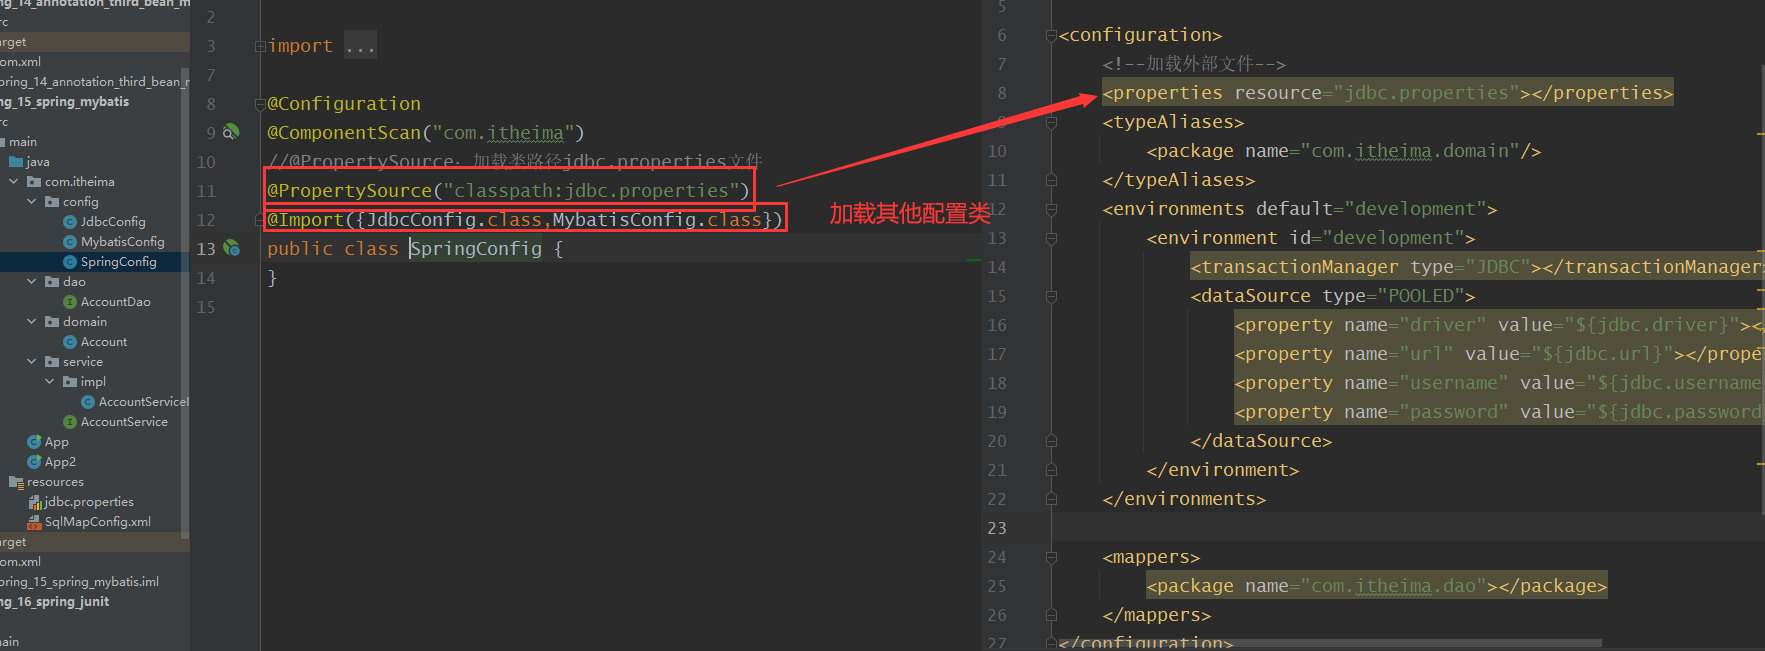 ng_14_annotation_third_bean_m
rc
rget
om.xml
pring_14_annotation_third_bean_r
ng_15_spring_mybatis
rc
main
java
com.itheima
config
JdbcConfig
MybatisConfig
SpringConfig
dao
AccountDao
domain
Account
service
impl
AccountServiceI
AccountService
App
App2
resources
jdbc.properties
SqlMapConfig.xml
rget
om.xml
pring_15_spring_mybatis.iml
ng_16_spring_junit
ain
2
3 import ...
7
8 @Configuration
9 @ComponentScan("com.itheima")
10 //@PropertySource：加载类路径jdbc.properties文件
11 @PropertySource("classpath:jdbc.properties")
12 @Import({JdbcConfig.class,MybatisConfig.class})
13 public class SpringConfig {
14 }
15
加载其他配置类
5
6 <configuration>
7 <!--加载外部文件-->
8 <properties resource="jdbc.properties"></properties>
9 <typeAliases>
10 <package name="com.itheima.domain"/>
11 </typeAliases>
12 <environments default="development">
13 <environment id="development">
14 <transactionManager type="JDBC"></transactionManager>
15 <dataSource type="POOLED">
16 <property name="driver" value="${jdbc.driver}"></
17 <property name="url" value="${jdbc.url}"></prope
18 <property name="username" value="${jdbc.username
19 <property name="password" value="${jdbc.password
20 </dataSource>
21 </environment>
22 </environments>
23
24 <mappers>
25 <package name="com.itheima.dao"></package>
26 </mappers>
27 </configuration>